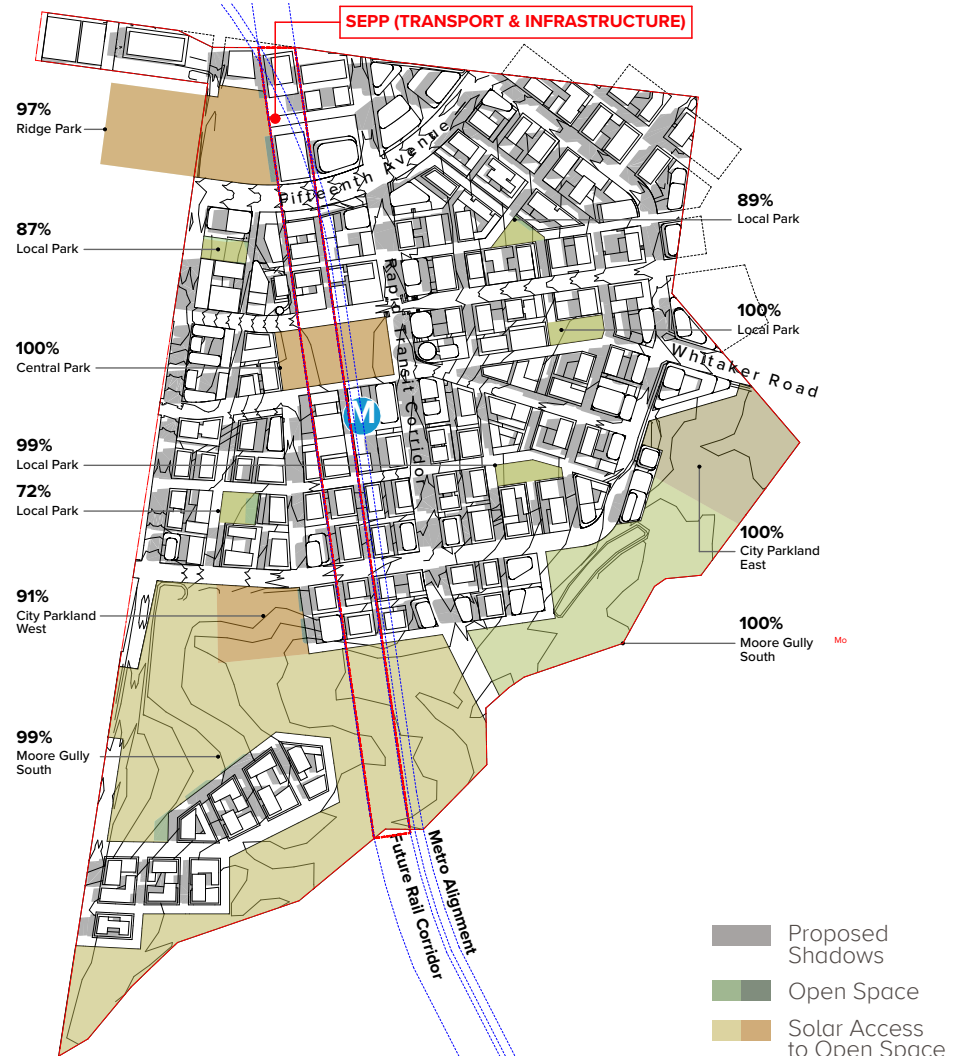 SEPP (TRANSPORT & INFRASTRUCTURE)
97%
Ridge Park
Fifteenth Avenue
89%
Local Park
87%
Local Park
Rapid Transit Corridor
100%
Local Park
100%
Central Park
Whitaker Road
M
99%
Local Park
72%
Local Park
100%
City Parkland
East
91%
City Parkland
West
100%
Moore Gully
South
Mo
99%
Moore Gully
South
Metro Alignment
Future Rail Corridor
Proposed
Shadows
Open Space
Solar Access
to Open Space